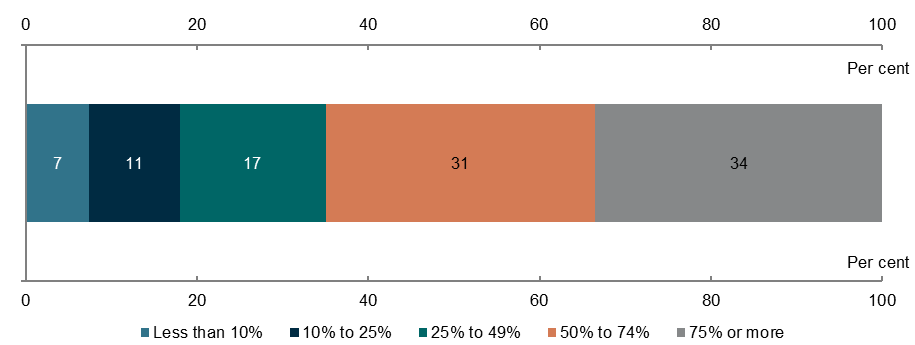 0 20 40 60 80 100
Per cent
7 11 17 31 34
Per cent
0 20 40 60 80 100
Less than 10% 10% to 25% 25% to 49% 50% to 74% 75% or more